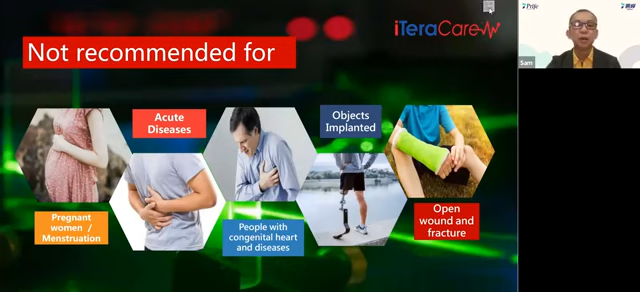 Not recommended for
iTeraCare
Prife
Sam
Acute
Diseases
Objects
Implanted
Pregnant
women /
Menstruation
People with
congenital heart
and diseases
Open
wound and
fracture